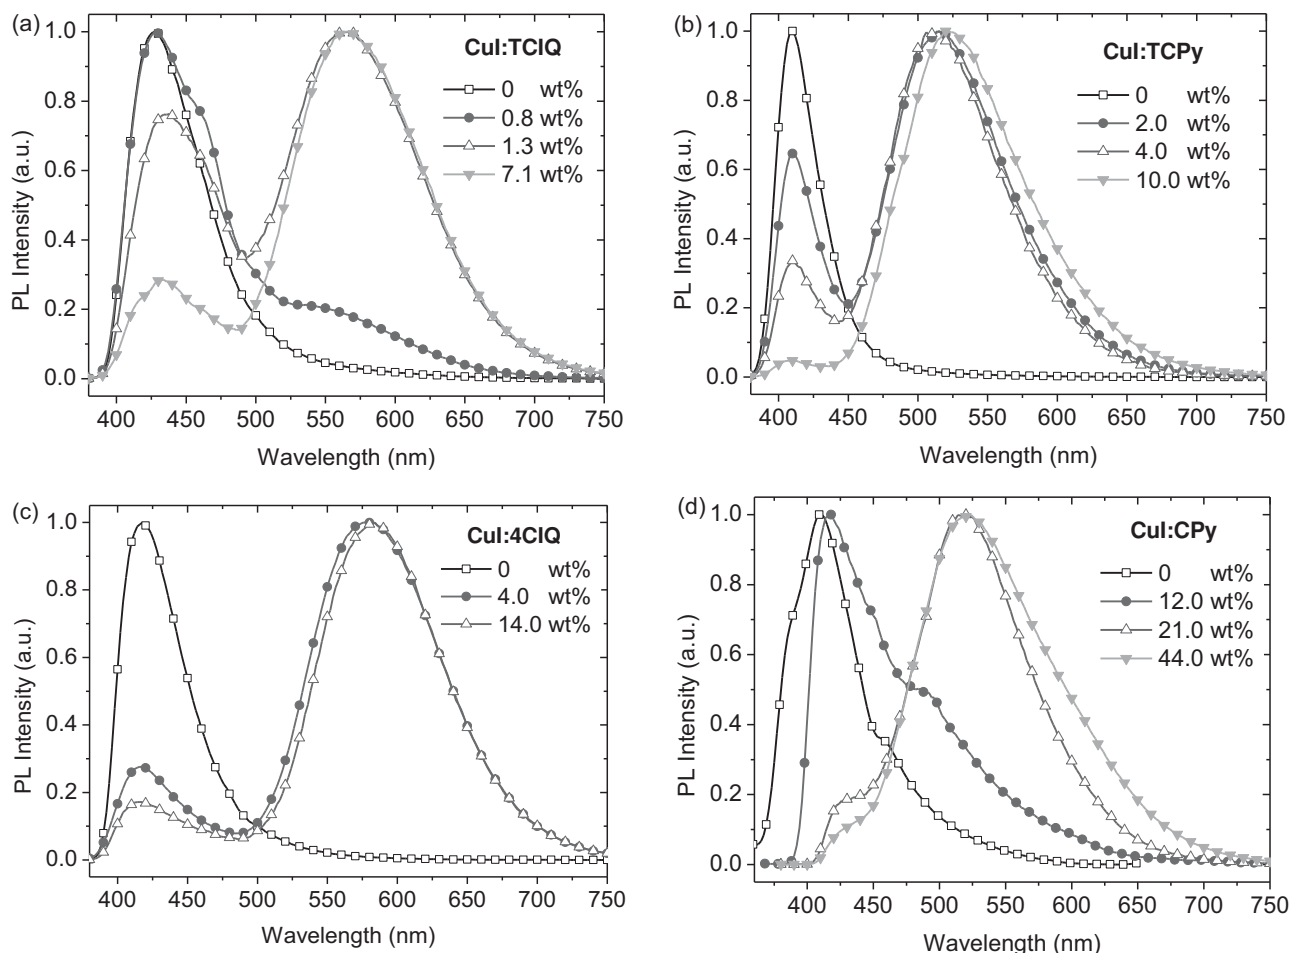 (a)
CuI:TCIQ
0 wt%
0.8 wt%
1.3 wt%
7.1 wt%
1.0
0.8
0.6
0.4
0.2
0.0
PL Intensity (a.u.)
400 450 500 550 600 650 700 750
Wavelength (nm)
(b)
CuI:TCPy
0 wt%
2.0 wt%
4.0 wt%
10.0 wt%
1.0
0.8
0.6
0.4
0.2
0.0
PL Intensity (a.u.)
400 450 500 550 600 650 700 750
Wavelength (nm)
(c)
CuI:4CIQ
0 wt%
4.0 wt%
14.0 wt%
1.0
0.8
0.6
0.4
0.2
0.0
PL Intensity (a.u.)
400 450 500 550 600 650 700 750
Wavelength (nm)
(d)
CuI:CPy
0 wt%
12.0 wt%
21.0 wt%
44.0 wt%
1.0
0.8
0.6
0.4
0.2
0.0
PL Intensity (a.u.)
400 450 500 550 600 650 700 750
Wavelength (nm)